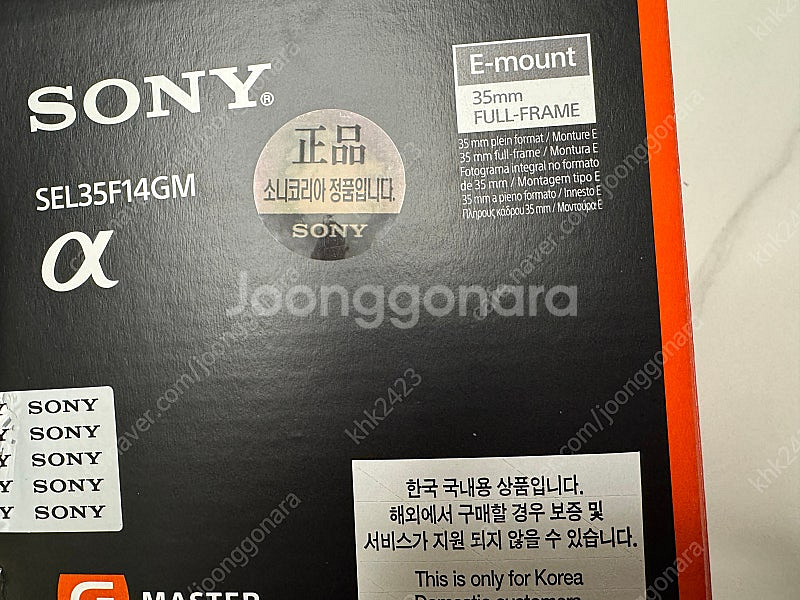 SONY®
SEL35F14GM
α
正品
소니코리아 정품입니다.
SONY
E-mount
35mm
FULL-FRAME
35 mm plein format / Monture E
35 mm full-frame / Montura E
Fotograma integral no formato
de 35 mm / Montagem tipo E
35 mm a pieno formato / Innesto E
Πλήρους κάδρου 35 mm / Μοντούρα E
Joonggonara
khk2423
SONY
SONY
SONY
SONY
SONY
한국 국내용 상품입니다.
해외에서 구매할 경우 보증 및
서비스가 지원 되지 않을 수 있습니다.
This is only for Korea
Domestic customers
G MASTER